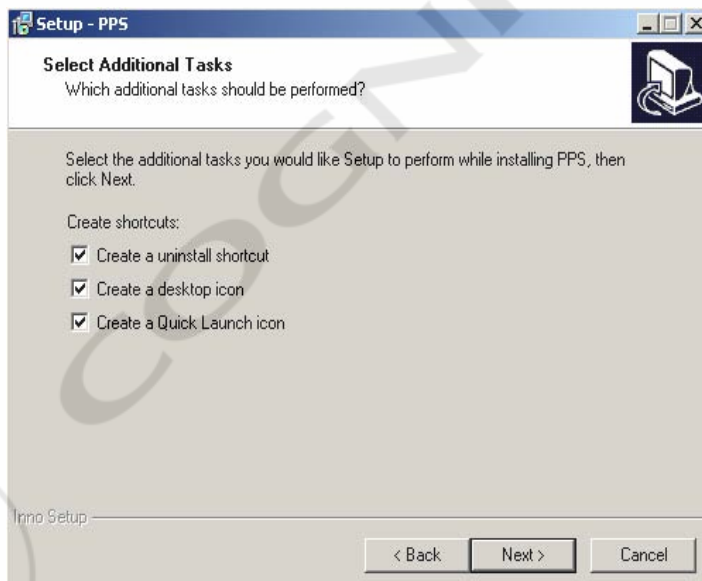 Setup - PPS
Select Additional Tasks
Which additional tasks should be performed?
Select the additional tasks you would like Setup to perform while installing PPS, then
click Next.
Create shortcuts:
Create a uninstall shortcut
Create a desktop icon
Create a Quick Launch icon
Inno Setup
< Back Next > Cancel
COGNI